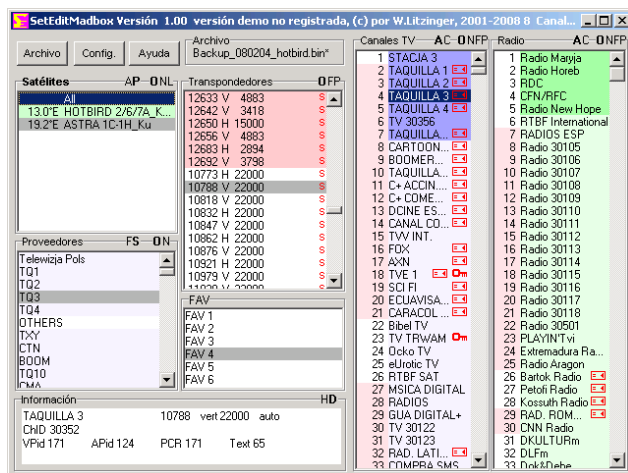 SetEditMadbox Versión 1.00 versión demo no registrada, (c) por W.Litzinger, 2001-2008 8 Canal...
Archivo
Config.
Ayuda
Archivo
Backup_080204_hotbird.bin*
Satélites AP ONL
All
13.0°E HOTBIRD 2/6/7A_K...
19.2°E ASTRA 1C-1H_Ku
Transpondedores OFP
12633 V 4883 S
12642 V 3418 S
12650 H 15000 S
12656 V 4883 S
12683 H 2894 S
12692 V 3798 S
10773 H 22000 S
10788 V 22000 S
10818 V 22000 S
10832 H 22000 S
10847 V 22000 S
10862 H 22000 S
10876 V 22000 S
10921 H 22000 S
10979 V 22000 S
Proveedores FS ON
Telewizja Pols
TQ1
TQ2
TQ3
TQ4
OTHERS
TXY
CTN
BOOM
TQ10
CMA
FAV
FAV 1
FAV 2
FAV 3
FAV 4
FAV 5
FAV 6
Información HD
TAQUILLA 3 10788 vert 22000 auto
ChID 30352
VPid 171 APid 124 PCR 171 Text 65
Canales TV AC ONFP
1 STACJA 3
2 TAQUILLA 1
3 TAQUILLA 2
4 TAQUILLA 3
5 TAQUILLA 4
6 TV 30356
7 TAQUILLA...
8 CARTOON...
9 BOOMER...
10 TAQUILLA...
11 C+ ACCIN....
12 C+ COME...
13 DCINE ES...
14 CANAL CO...
15 TVV INT.
16 FOX
17 AXN
18 TVE 1
19 SCI FI
20 ECUAVISA...
21 CARACOL ...
22 Bibel TV
23 TV TRWAM
24 Ocko TV
25 eUrotic TV
26 RTBF SAT
27 MSICA DIGITAL
28 RADIOS
29 GUA DIGITAL+
30 TV 30122
31 TV 30123
32 RAD. LATI...
33 COMPRA SMS
Radio AC ONFP
1 Radio Maryja
2 Radio Horeb
3 RDC
4 CFN/RFC
5 Radio New Hope
6 RTBF International
7 RADIOS ESP
8 Radio 30105
9 Radio 30106
10 Radio 30107
11 Radio 30108
12 Radio 30109
13 Radio 30110
14 Radio 30111
15 Radio 30112
16 Radio 30113
17 Radio 30114
18 Radio 30115
19 Radio 30116
20 Radio 30117
21 Radio 30118
22 Radio 30501
23 PLAYIN'Tvi
24 Extremadura Ra...
25 Radio Aragon
26 Bartok Radio
27 Petofi Radio
28 Kossuth Radio
29 RAD. ROM...
30 CNN Radio
31 DKULTURm
32 DLFm
33 Dok&Debe